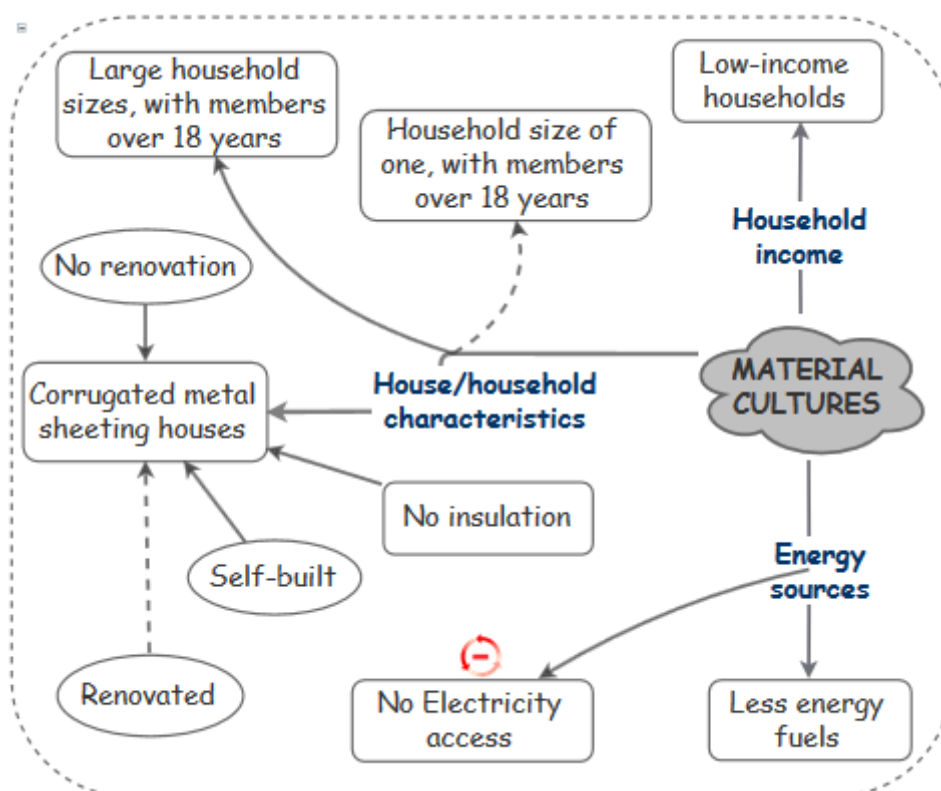 Large household
sizes, with members
over 18 years
Low-income
households
Household size of
one, with members
over 18 years
Household
income
No renovation
MATERIAL
CULTURES
Corrugated metal
sheeting houses
House/household
characteristics
No insulation
Self-built
Energy
sources
Renovated
No Electricity
access
Less energy
fuels